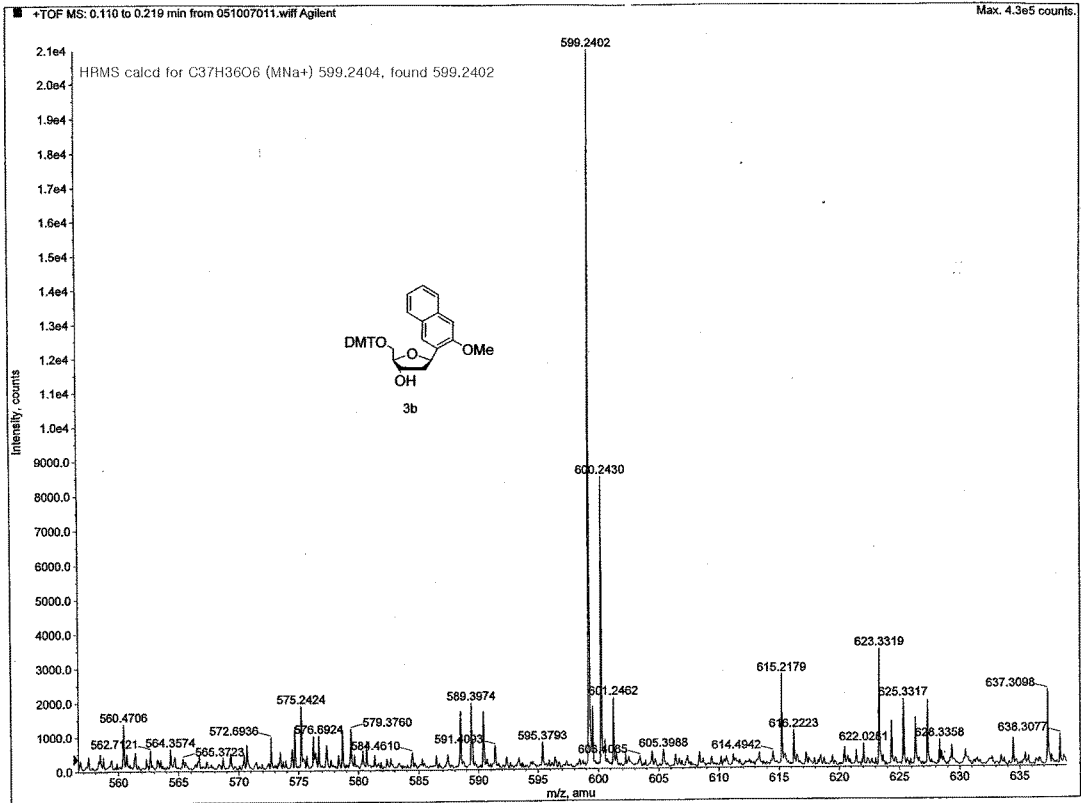 +TOF MS: 0.110 to 0.219 min from 051007011.wiff Agilent
Max. 4.3e5 counts.
HRMS calcd for C37H36O6 (MNa+) 599.2404, found 599.2402
2.1e4
2.0e4
1.9e4
1.8e4
1.7e4
1.6e4
1.5e4
1.4e4
1.3e4
1.2e4
1.1e4
1.0e4
9000.0
8000.0
7000.0
6000.0
5000.0
4000.0
3000.0
2000.0
1000.0
0.0
Intensity, counts
599.2402
600.2430
601.2462
DMTO
O
OMe
OH
3b
560.4706
562.7121
564.3574
565.3723
572.6936
575.2424
576.6924
579.3760
584.4610
589.3974
591.4093
595.3793
603.4085
605.3988
614.4942
615.2179
616.2223
622.0281
623.3319
625.3317
628.3358
637.3098
638.3077
560
565
570
575
580
585
590
595
600
605
610
615
620
625
630
635
m/z, amu